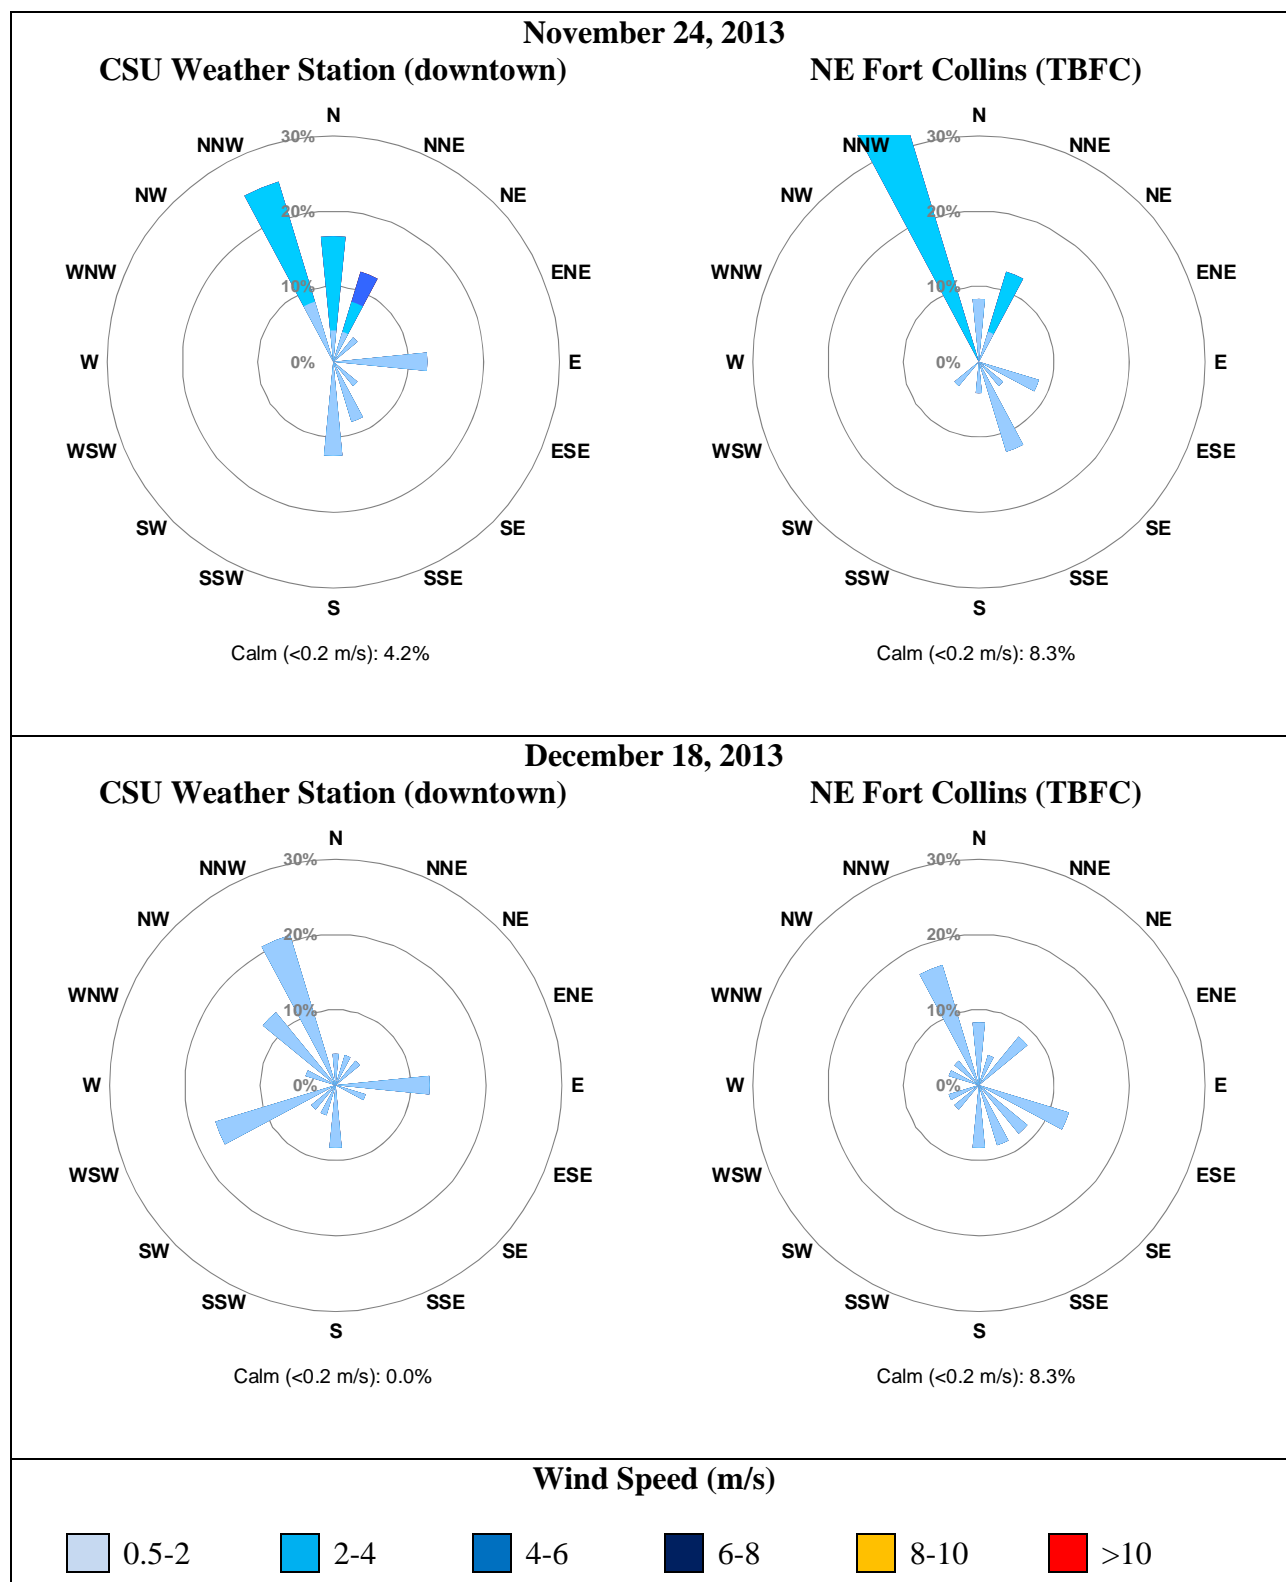 November 24, 2013
CSU Weather Station (downtown)
N
NNE
NE
ENE
E
ESE
SE
SSE
S
SSW
SW
WSW
W
WNW
NW
NNW
30%
20%
10%
0%
Calm (<0.2 m/s): 4.2%
NE Fort Collins (TBFC)
N
NNE
NE
ENE
E
ESE
SE
SSE
S
SSW
SW
WSW
W
WNW
NW
NNW
30%
20%
10%
0%
Calm (<0.2 m/s): 8.3%
December 18, 2013
CSU Weather Station (downtown)
N
NNE
NE
ENE
E
ESE
SE
SSE
S
SSW
SW
WSW
W
WNW
NW
NNW
30%
20%
10%
0%
Calm (<0.2 m/s): 0.0%
NE Fort Collins (TBFC)
N
NNE
NE
ENE
E
ESE
SE
SSE
S
SSW
SW
WSW
W
WNW
NW
NNW
30%
20%
10%
0%
Calm (<0.2 m/s): 8.3%
Wind Speed (m/s)
0.5-2
2-4
4-6
6-8
8-10
>10